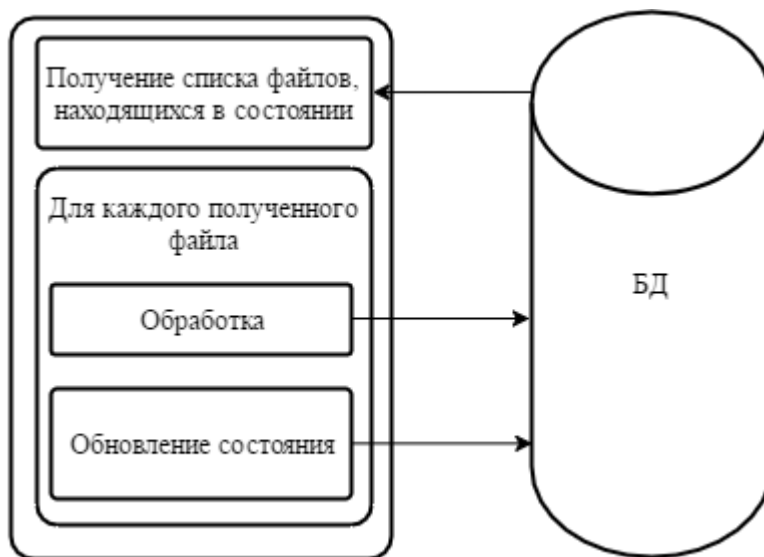 Получение списка файлов,
находящихся в состоянии
Для каждого полученного
файла
Обработка
Обновление состояния
БД